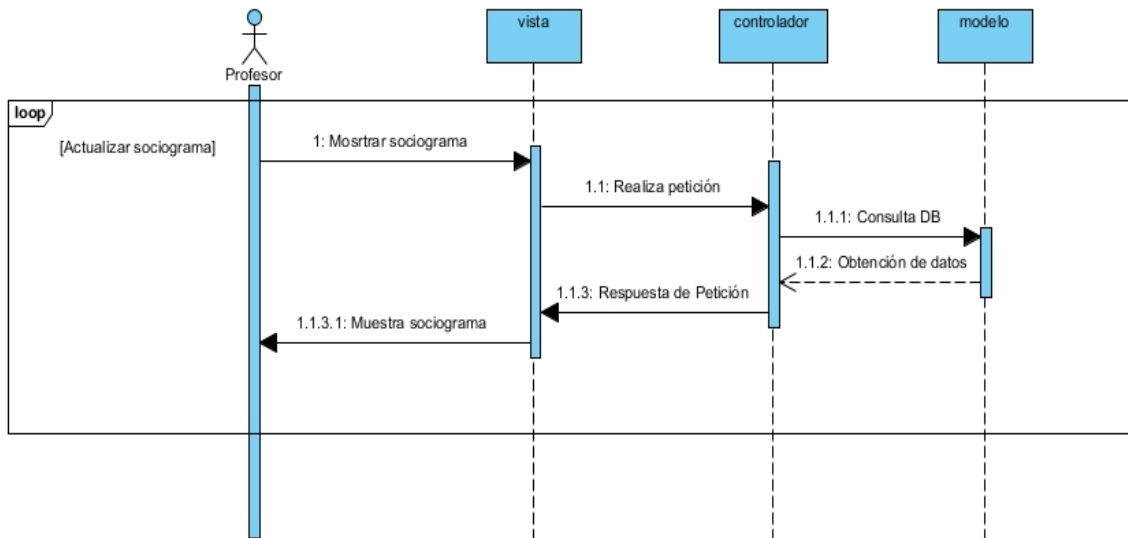 vista
controlador
modelo
Profesor
loop
[Actualizar sociograma]
1: Mosrtrar sociograma
1.1: Realiza petición
1.1.1: Consulta DB
1.1.2: Obtención de datos
1.1.3: Respuesta de Petición
1.1.3.1: Muestra sociograma